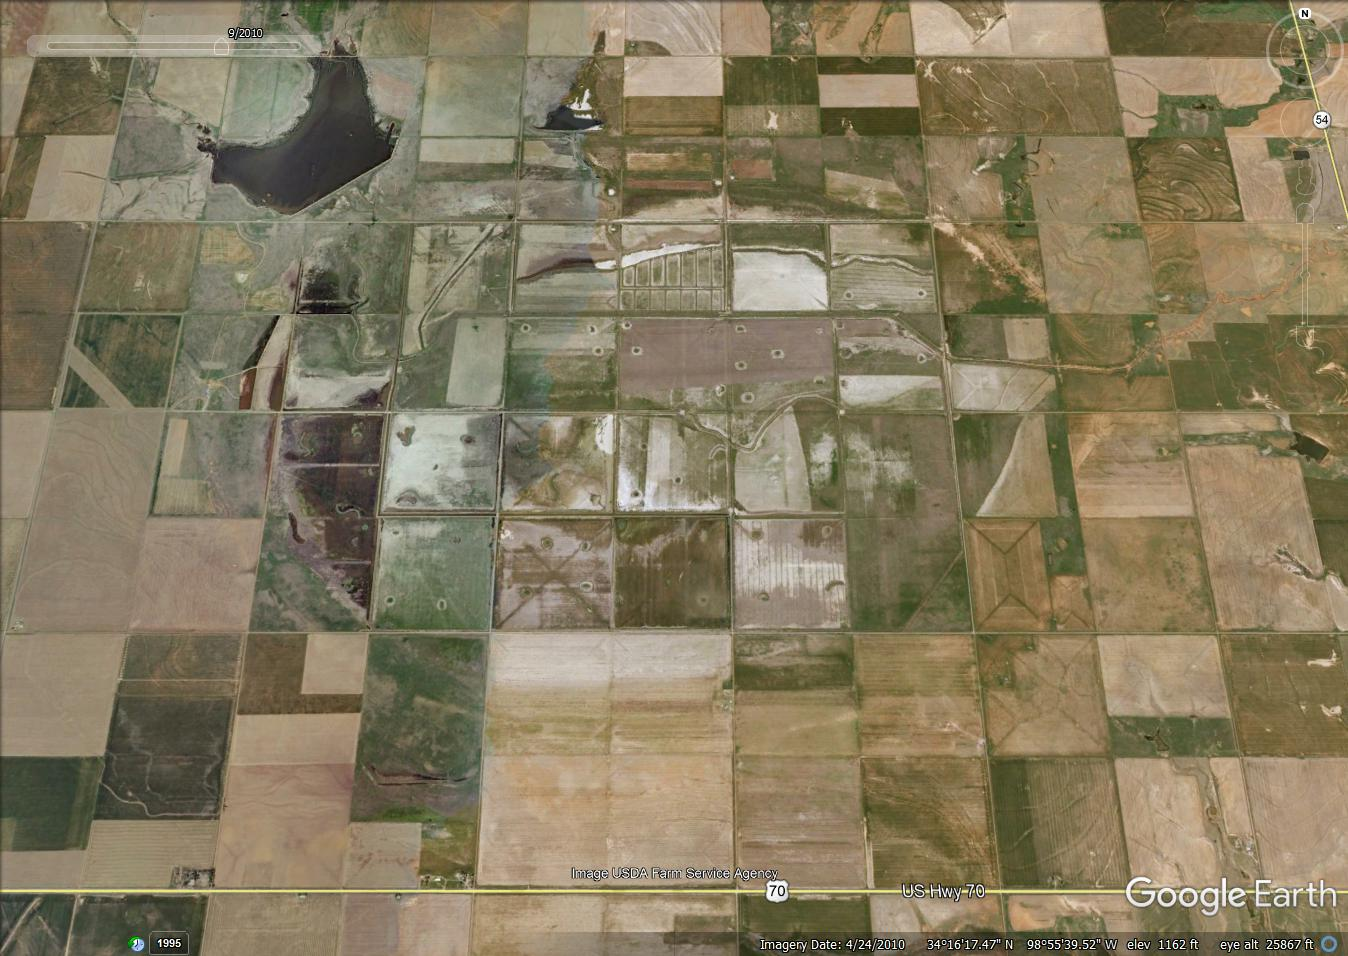 N
9/2010
54
Image USDA Farm Service Agency
70
US Hwy 70
Google Earth
1995
Imagery Date: 4/24/2010 34°16'17.47" N 98°55'39.52" W elev 1162 ft eye alt 25867 ft